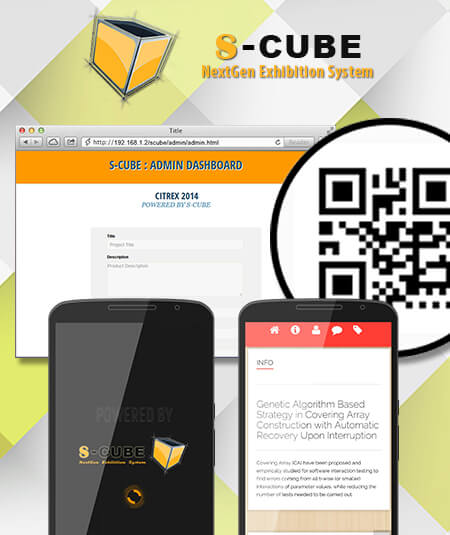 S-CUBE
NextGen Exhibition System
Title
http://192.168.1.2/scube/admin/admin.html
Reader
S-CUBE : ADMIN DASHBOARD
CITREX 2014
POWERED BY S-CUBE
Title
Project Title
Description
Product Description
POWERED BY
S-CUBE
NextGen Exhibition System
INFO
Genetic Algorithm Based
Strategy in Covering Array
Construction with Automatic
Recovery Upon Interruption
Covering Array (CA) have been proposed and
empirically studied for software interaction testing to
find errors coming from all t-wise (or smaller)
interactions of parameter values, while reducing the
number of tests needed to be carried out.